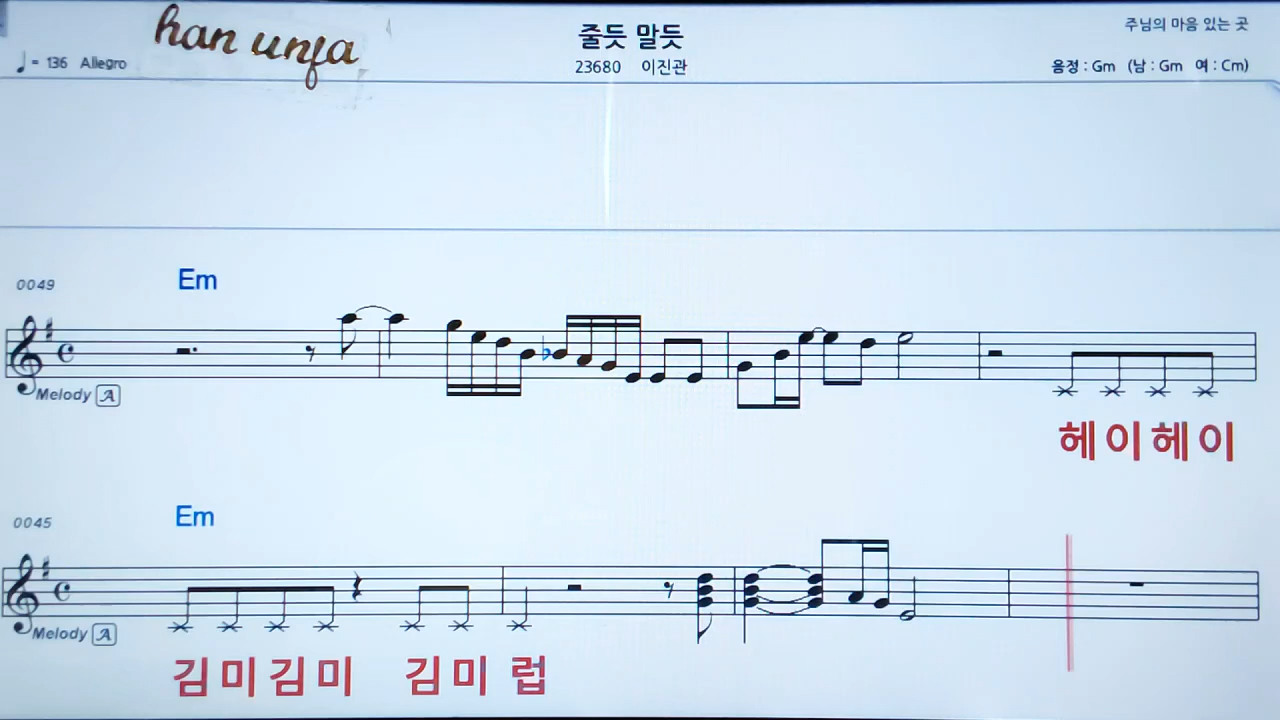 han unfa
줄듯 말듯
주님의 마음 있는 곳
♩= 136 Allegro
23680 이진관
음정 : Gm (남 : Gm 여 : Cm)
0049
Em
Melody A
헤이헤이
0045
Em
Melody A
김미김미 김미 럽